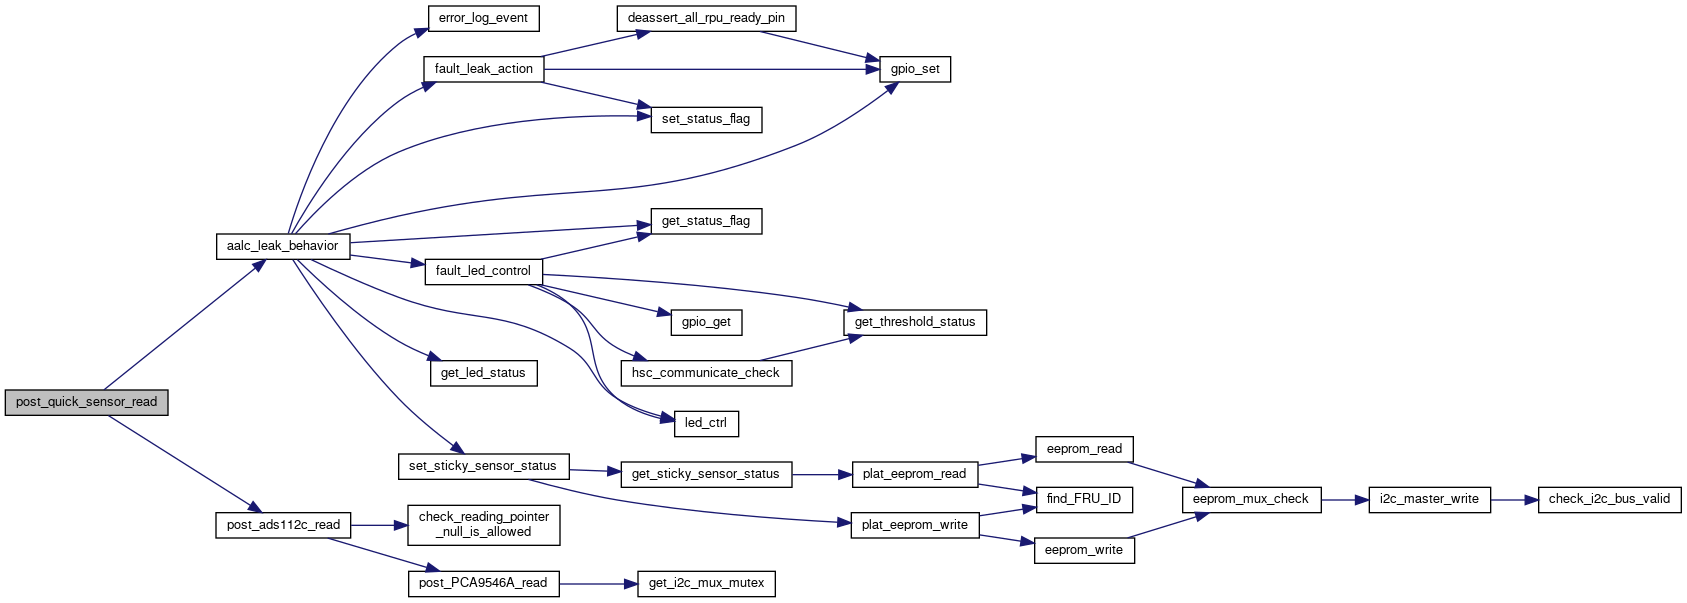 error_log_event
deassert_all_rpu_ready_pin
fault_leak_action
gpio_set
set_status_flag
get_status_flag
aalc_leak_behavior
fault_led_control
gpio_get
get_threshold_status
get_led_status
hsc_communicate_check
post_quick_sensor_read
led_ctrl
eeprom_read
set_sticky_sensor_status
get_sticky_sensor_status
plat_eeprom_read
find_FRU_ID
eeprom_mux_check
i2c_master_write
check_i2c_bus_valid
post_ads112c_read
check_reading_pointer
_null_is_allowed
plat_eeprom_write
eeprom_write
post_PCA9546A_read
get_i2c_mux_mutex